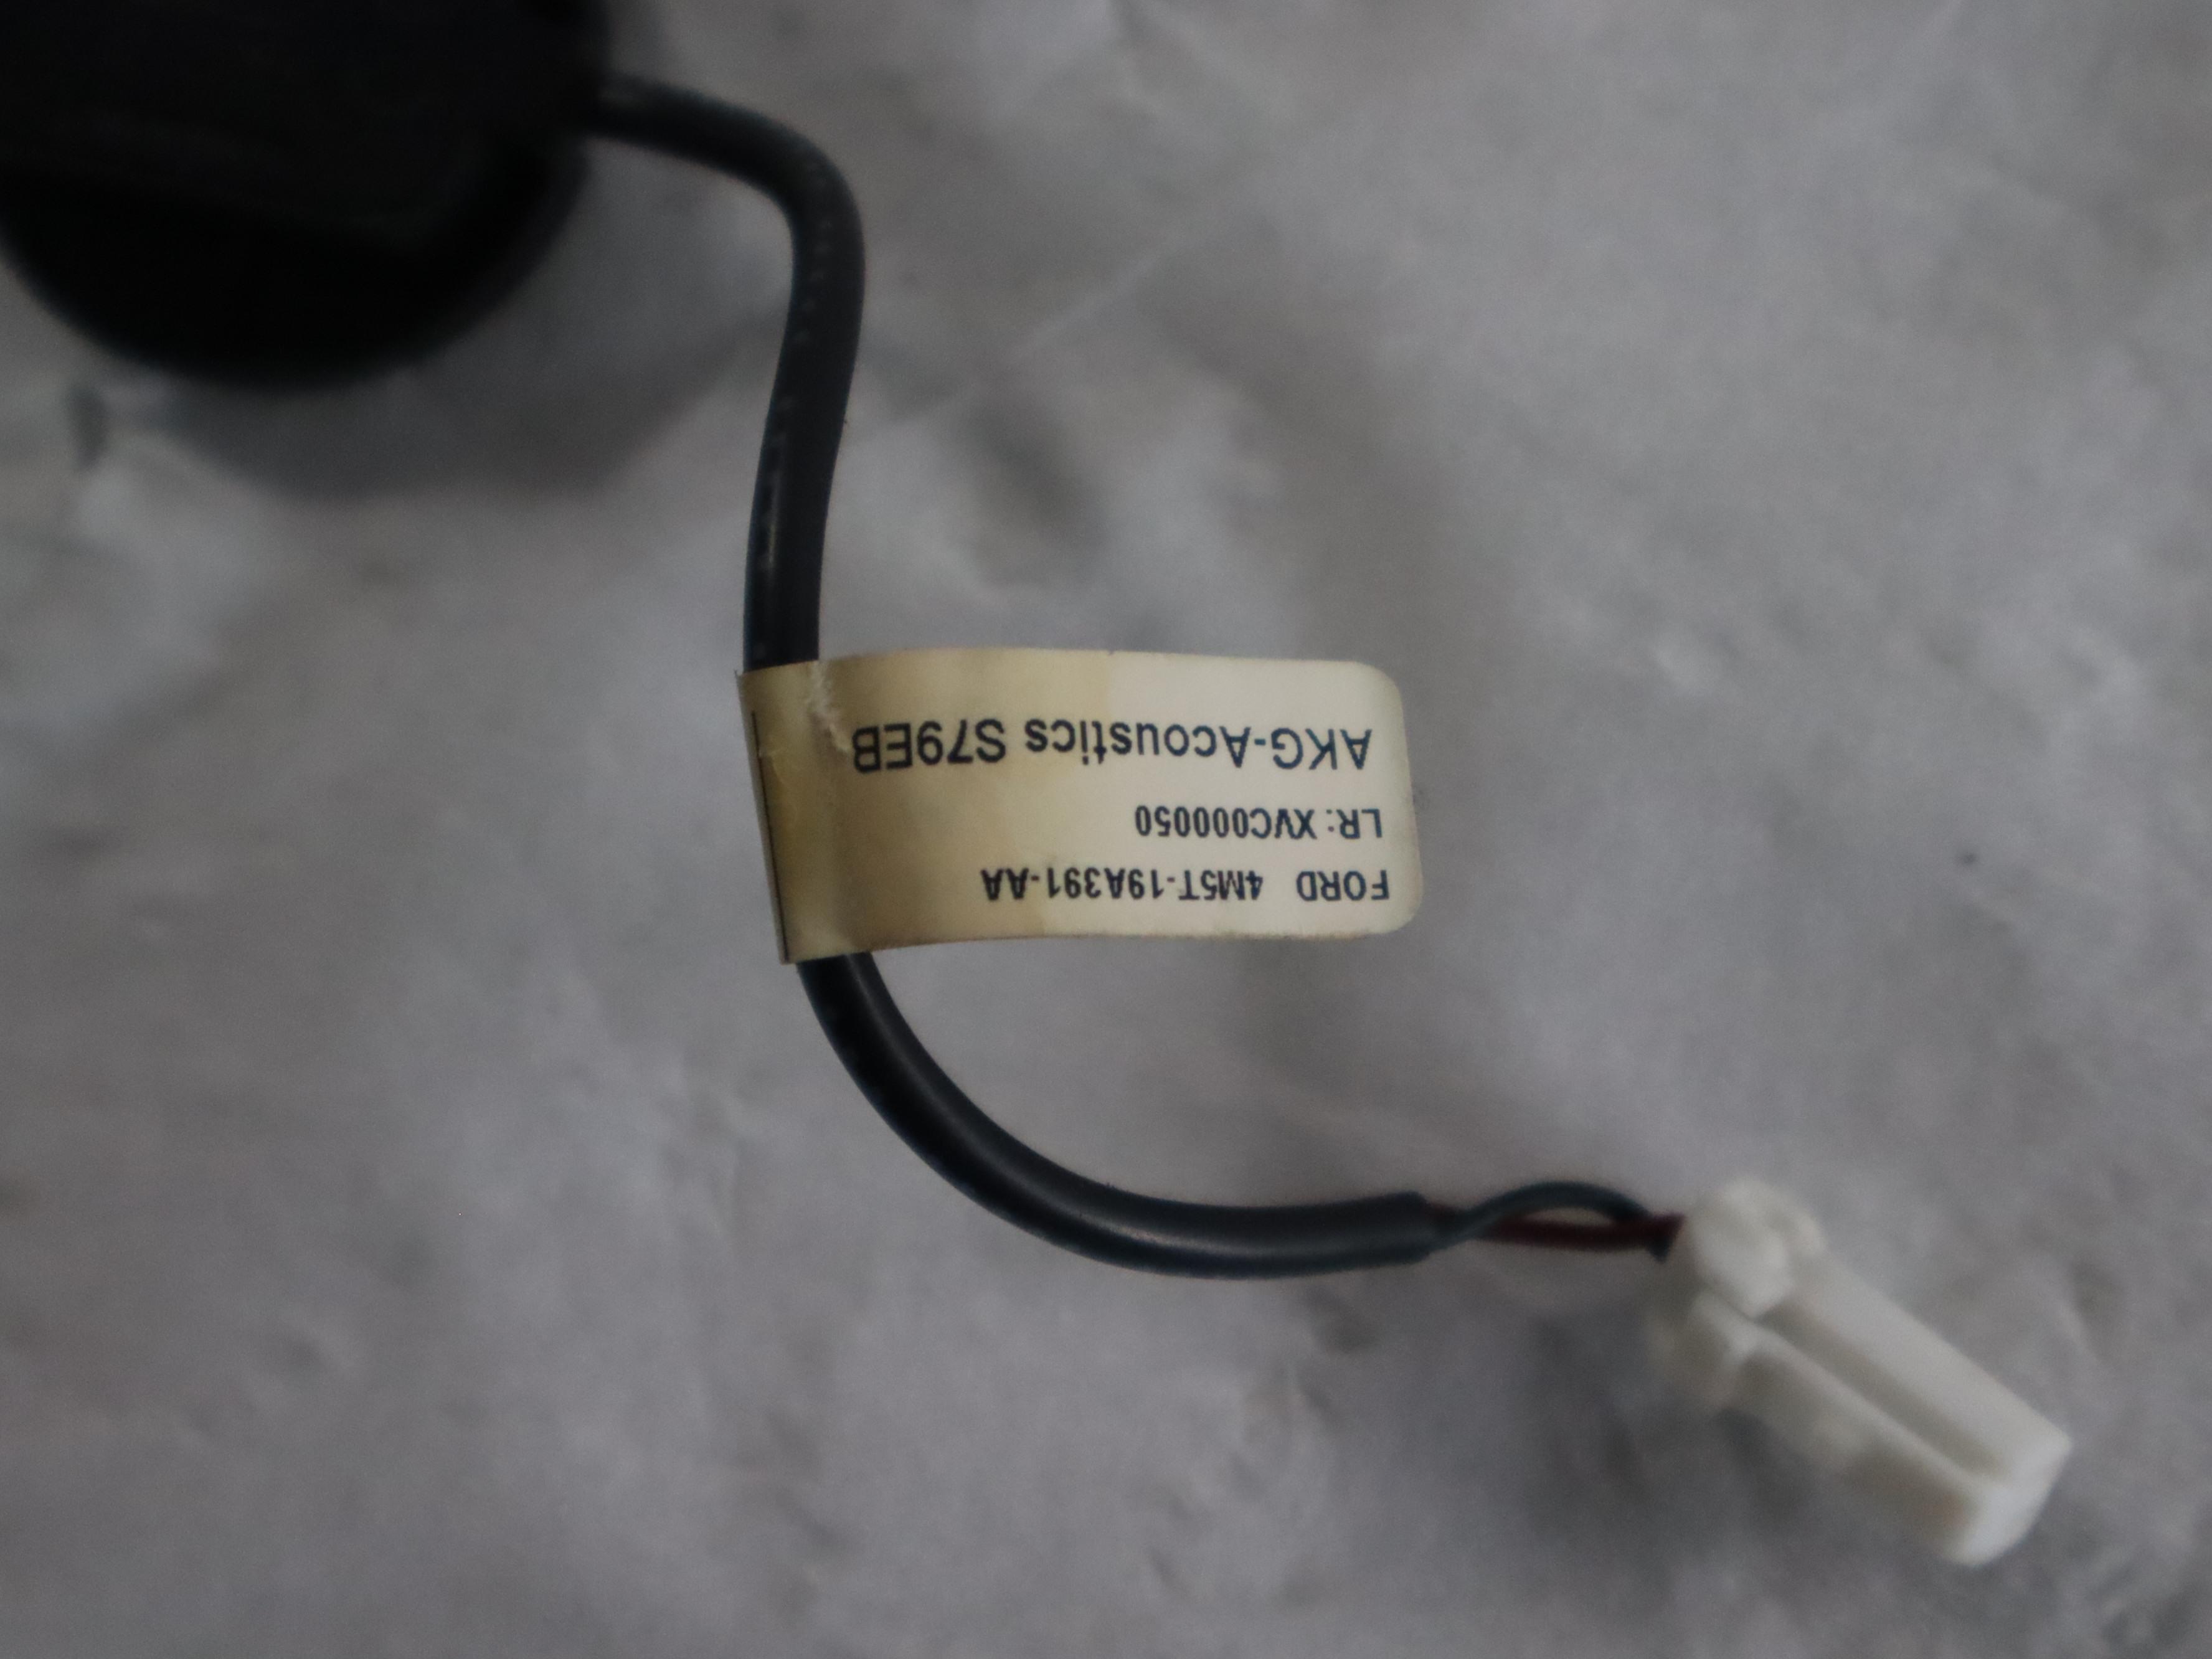 FORD 4M5T-19A391-AA
LR: XVC000050
AKG-Acoustics S79EB